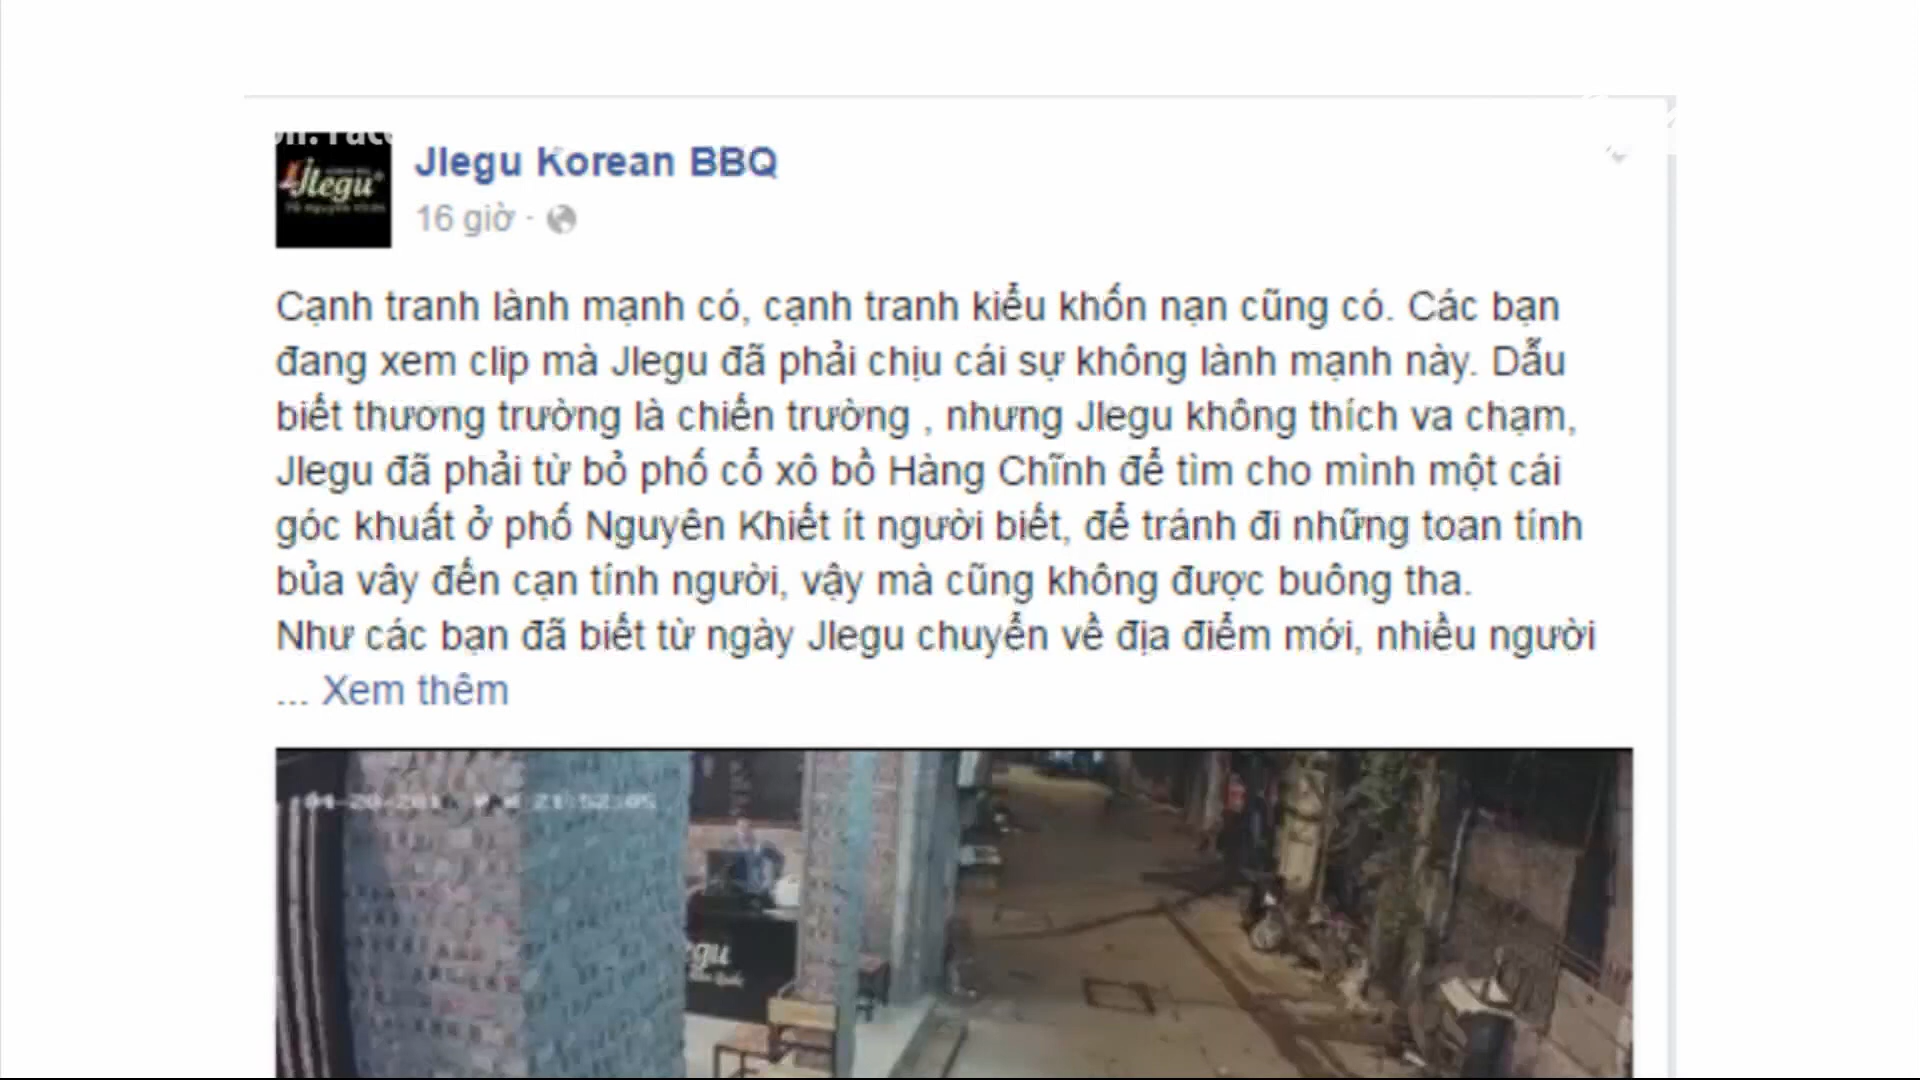 Jlegu
Jlegu Korean BBQ
16 giờ ·
Cạnh tranh lành mạnh có, cạnh tranh kiểu khốn nạn cũng có. Các bạn
đang xem clip mà Jlegu đã phải chịu cái sự không lành mạnh này. Dẫu
biết thương trường là chiến trường , nhưng Jlegu không thích va chạm,
Jlegu đã phải từ bỏ phố cổ xô bồ Hàng Chĩnh để tìm cho mình một cái
góc khuất ở phố Nguyên Khiết ít người biết, để tránh đi những toan tính
bủa vây đến cạn tính người, vậy mà cũng không được buông tha.
Như các bạn đã biết từ ngày Jlegu chuyển về địa điểm mới, nhiều người
... Xem thêm
21:52:05
egu